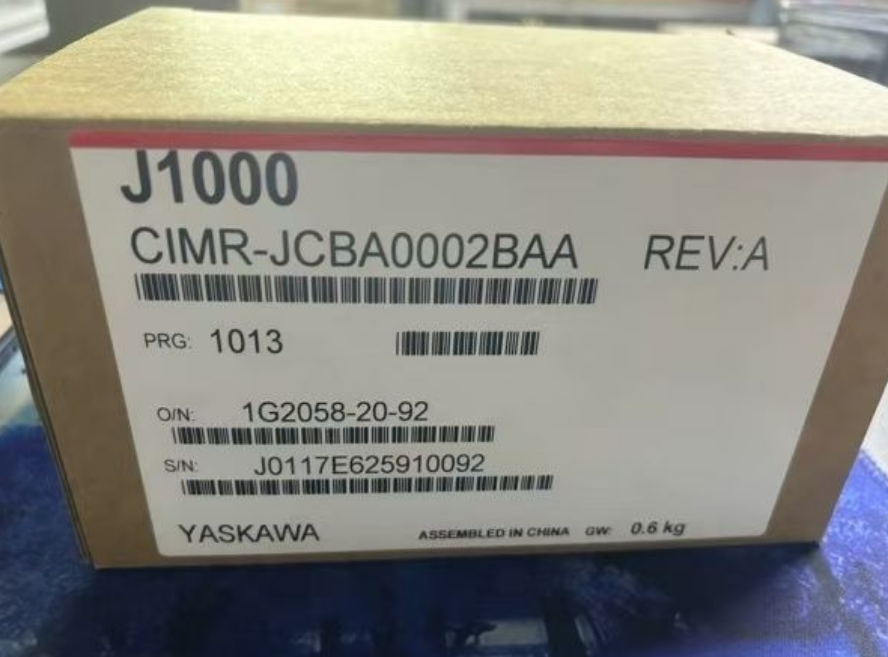 J1000
CIMR-JCBA0002BAA REV:A
PRG: 1013
O/N: 1G2058-20-92
S/N: J0117E625910092
YASKAWA ASSEMBLED IN CHINA GW: 0.6 kg